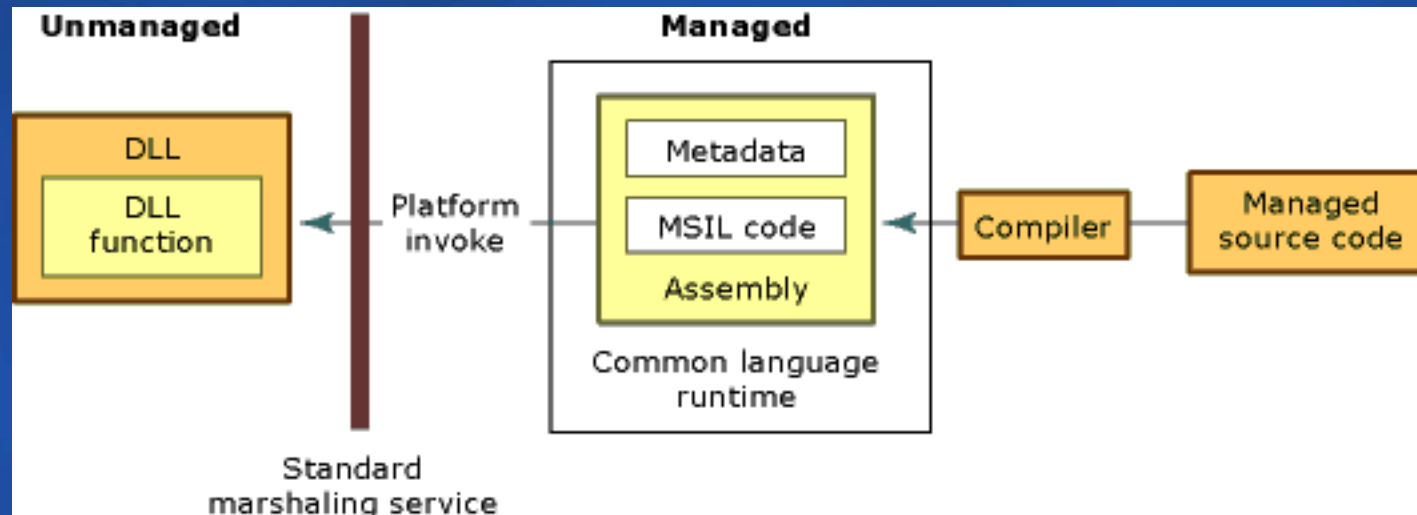 Unmanaged
Managed
DLL
DLL
function
Platform
invoke
Metadata
MSIL code
Assembly
Common language
runtime
Compiler
Managed
source code
Standard
marshaling service